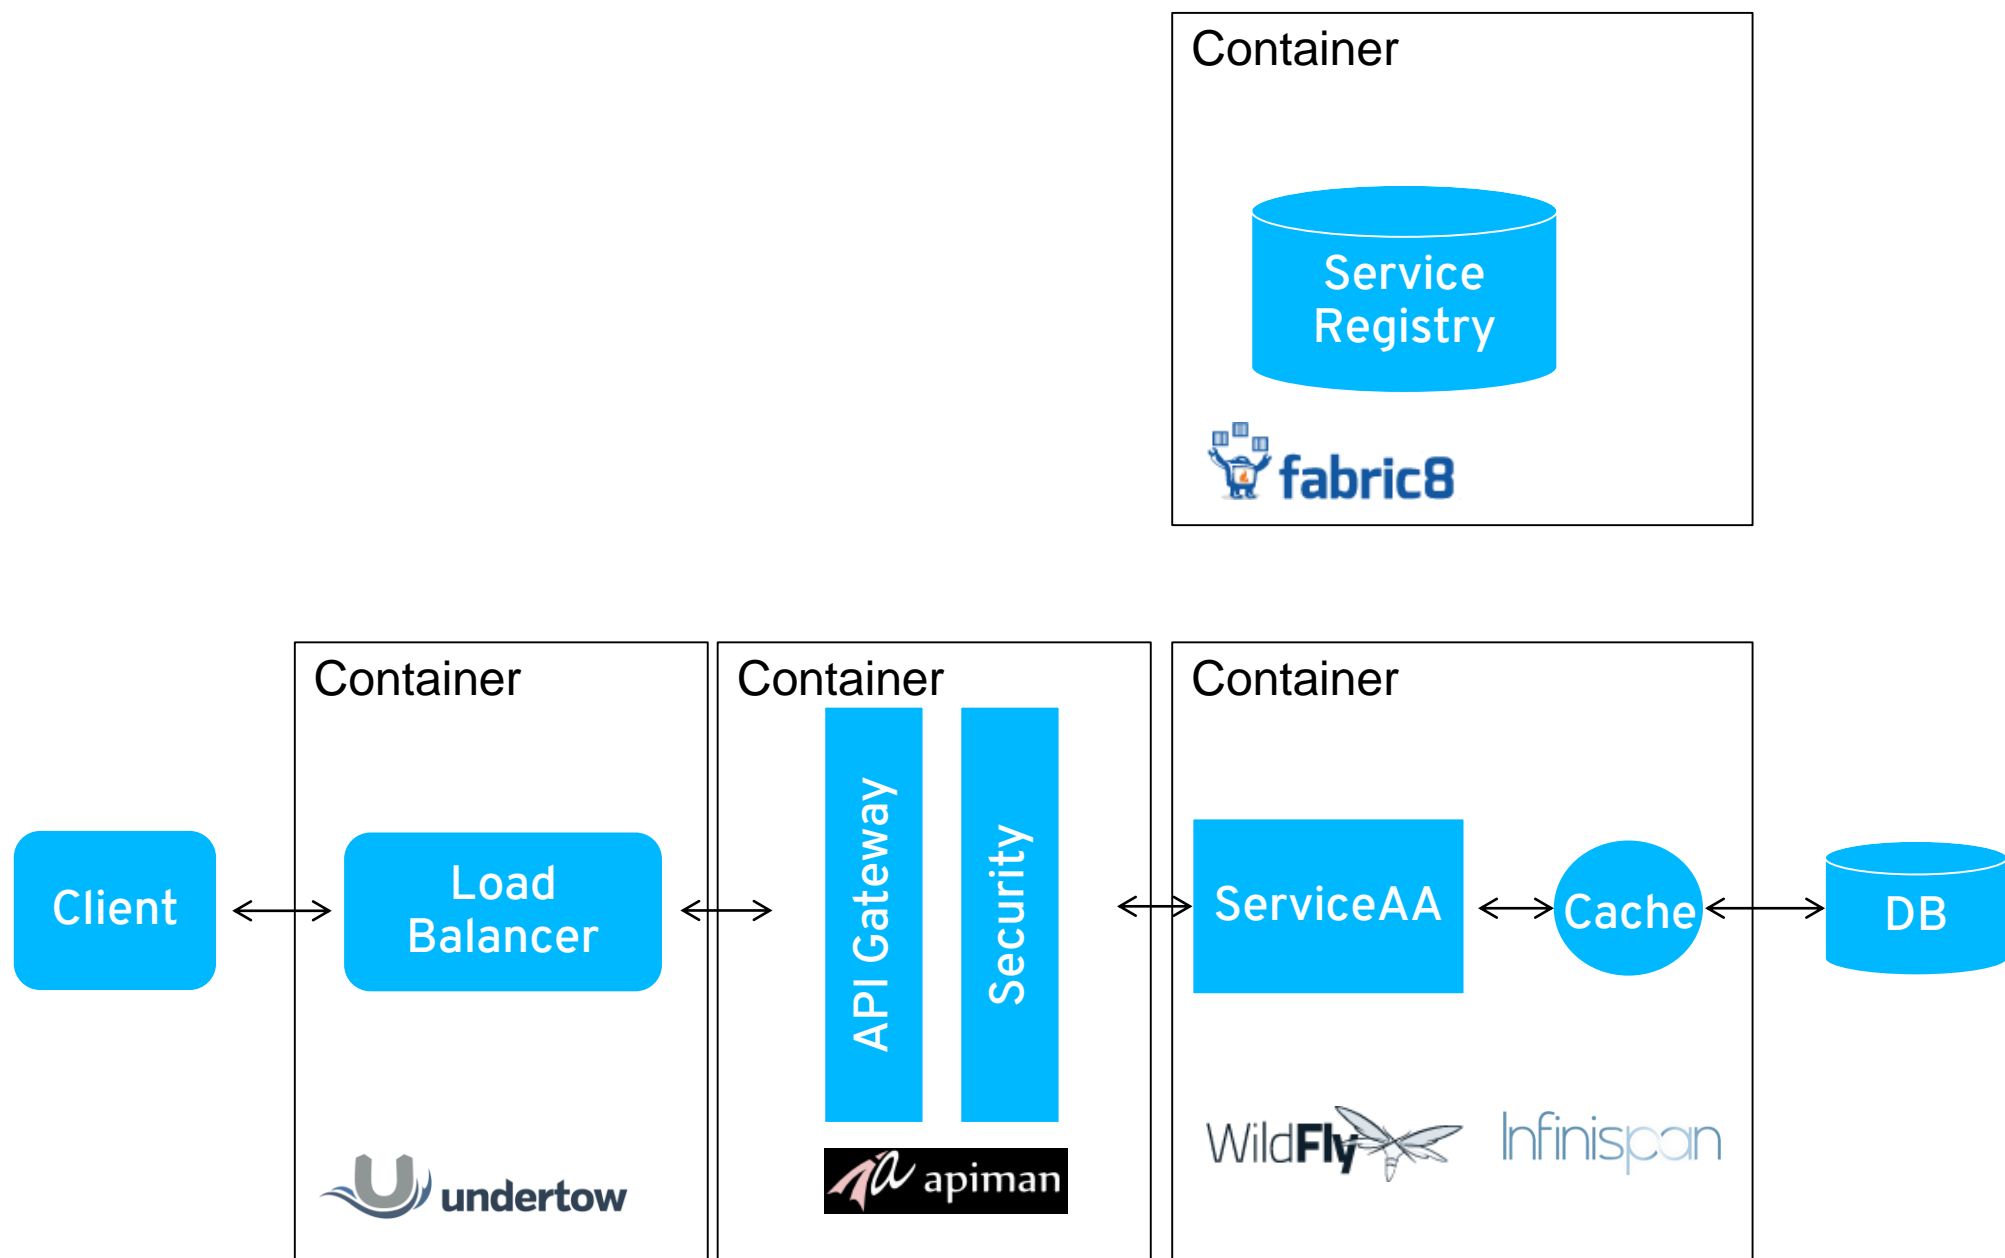 Container
Service
Registry
fabric8
Container
Container
Container
Client
Load
Balancer
API Gateway
Security
ServiceAA
Cache
DB
undertow
apiman
WildFly
Infinispan